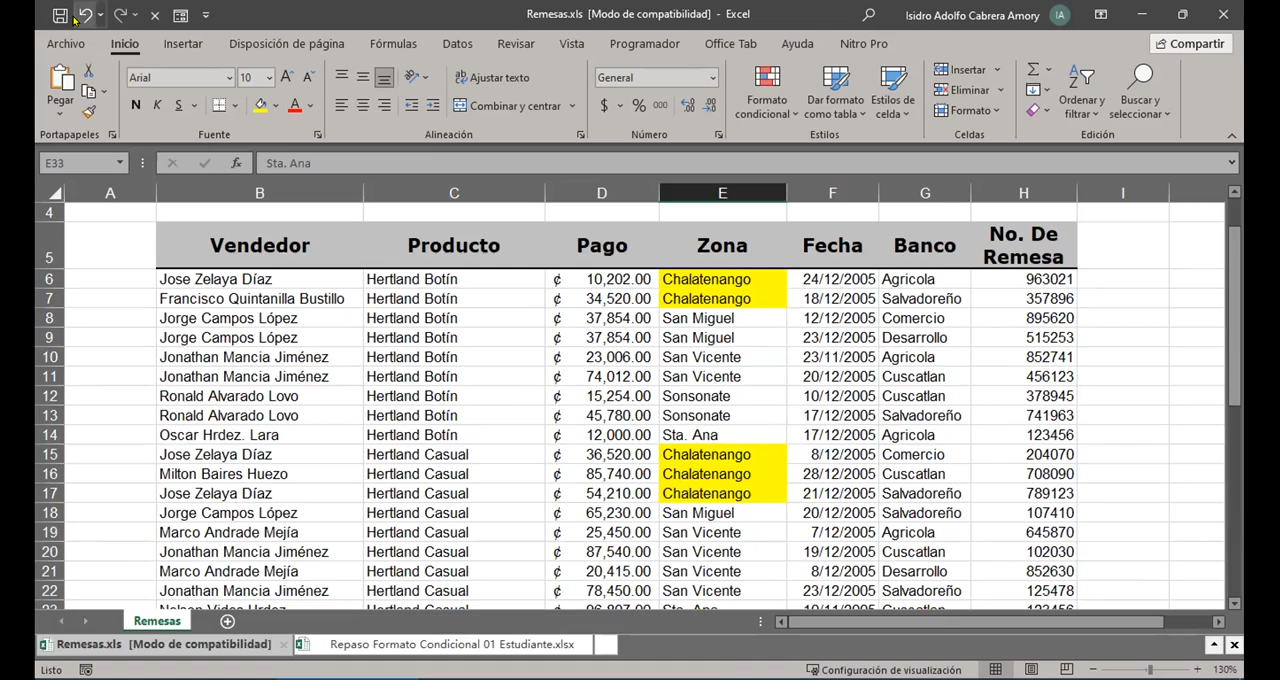 Remesas.xls [Modo de compatibilidad] - Excel
Isidro Adolfo Cabrera Amory IA
Archivo Inicio Insertar Disposición de página Fórmulas Datos Revisar Vista Programador Office Tab Ayuda Nitro Pro Compartir
Pegar Arial 10 Ajustar texto General Formato condicional Dar formato como tabla Estilos de celda Insertar Ordenar y filtrar Buscar y seleccionar
N K S Combinar y centrar $ % 000 Eliminar
Formato
Portapapeles Fuente Alineación Número Estilos Celdas Edición
E33 fx Sta. Ana
A B C D E F G H I
4
5 Vendedor Producto Pago Zona Fecha Banco No. De Remesa
6 Jose Zelaya Díaz Hertland Botín ₡ 10,202.00 Chalatenango 24/12/2005 Agricola 963021
7 Francisco Quintanilla Bustillo Hertland Botín ₡ 34,520.00 Chalatenango 18/12/2005 Salvadoreño 357896
8 Jorge Campos López Hertland Botín ₡ 37,854.00 San Miguel 12/12/2005 Comercio 895620
9 Jorge Campos López Hertland Botín ₡ 37,854.00 San Miguel 23/12/2005 Desarrollo 515253
10 Jonathan Mancia Jiménez Hertland Botín ₡ 23,006.00 San Vicente 23/11/2005 Agricola 852741
11 Jonathan Mancia Jiménez Hertland Botín ₡ 74,012.00 San Vicente 20/12/2005 Cuscatlan 456123
12 Ronald Alvarado Lovo Hertland Botín ₡ 15,254.00 Sonsonate 10/12/2005 Cuscatlan 378945
13 Ronald Alvarado Lovo Hertland Botín ₡ 45,780.00 Sonsonate 17/12/2005 Salvadoreño 741963
14 Oscar Hrdez. Lara Hertland Botín ₡ 12,000.00 Sta. Ana 17/12/2005 Agricola 123456
15 Jose Zelaya Díaz Hertland Casual ₡ 36,520.00 Chalatenango 8/12/2005 Comercio 204070
16 Milton Baires Huezo Hertland Casual ₡ 85,740.00 Chalatenango 28/12/2005 Cuscatlan 708090
17 Jose Zelaya Díaz Hertland Casual ₡ 54,210.00 Chalatenango 21/12/2005 Salvadoreño 789123
18 Jorge Campos López Hertland Casual ₡ 65,230.00 San Miguel 20/12/2005 Cuscatlan 107410
19 Marco Andrade Mejía Hertland Casual ₡ 25,450.00 San Vicente 7/12/2005 Agricola 645870
20 Jonathan Mancia Jiménez Hertland Casual ₡ 87,540.00 San Vicente 19/12/2005 Cuscatlan 102030
21 Marco Andrade Mejía Hertland Casual ₡ 20,415.00 San Vicente 8/12/2005 Desarrollo 852630
22 Jonathan Mancia Jiménez Hertland Casual ₡ 78,450.00 San Vicente 23/12/2005 Salvadoreño 125478
Remesas
Remesas.xls [Modo de compatibilidad] Repaso Formato Condicional 01 Estudiante.xlsx
Listo Configuración de visualización 130%